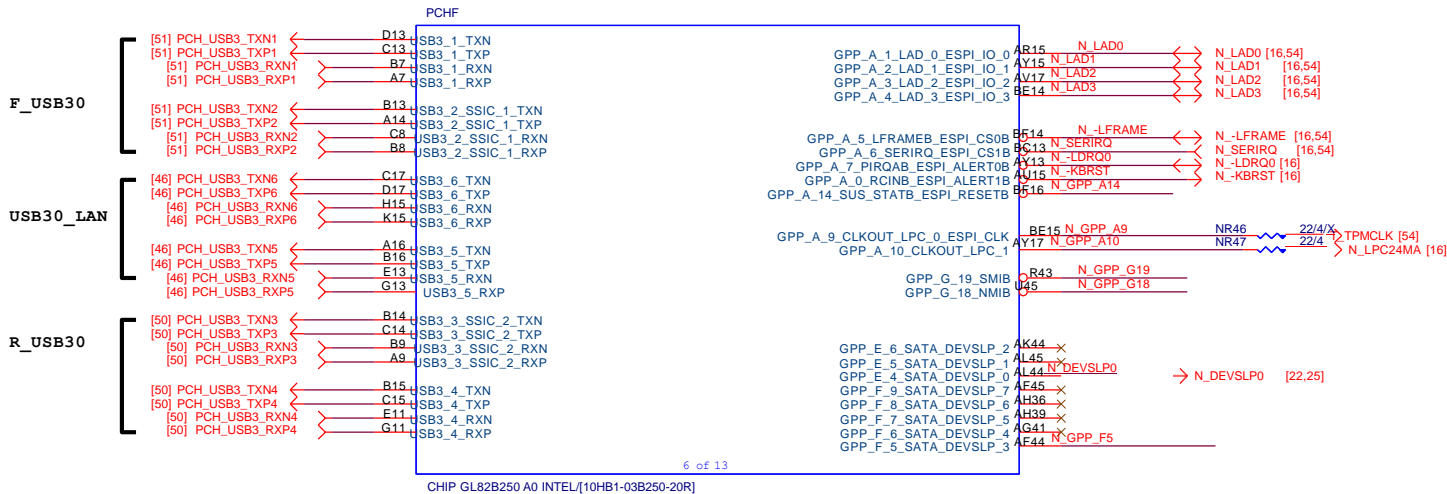 PCHF
F_USB30
[51] PCH_USB3_TXN1 D13 USB3_1_TXN
[51] PCH_USB3_TXP1 C13 USB3_1_TXP
[51] PCH_USB3_RXN1 B7 USB3_1_RXN
[51] PCH_USB3_RXP1 A7 USB3_1_RXP
[51] PCH_USB3_TXN2 B13 USB3_2_SSIC_1_TXN
[51] PCH_USB3_TXP2 A14 USB3_2_SSIC_1_TXP
[51] PCH_USB3_RXN2 C8 USB3_2_SSIC_1_RXN
[51] PCH_USB3_RXP2 B8 USB3_2_SSIC_1_RXP
USB30_LAN
[46] PCH_USB3_TXN6 C17 USB3_6_TXN
[46] PCH_USB3_TXP6 D17 USB3_6_TXP
[46] PCH_USB3_RXN6 H15 USB3_6_RXN
[46] PCH_USB3_RXP6 K15 USB3_6_RXP
[46] PCH_USB3_TXN5 A16 USB3_5_TXN
[46] PCH_USB3_TXP5 B16 USB3_5_TXP
[46] PCH_USB3_RXN5 E13 USB3_5_RXN
[46] PCH_USB3_RXP5 G13 USB3_5_RXP
R_USB30
[50] PCH_USB3_TXN3 B14 USB3_3_SSIC_2_TXN
[50] PCH_USB3_TXP3 C14 USB3_3_SSIC_2_TXP
[50] PCH_USB3_RXN3 B9 USB3_3_SSIC_2_RXN
[50] PCH_USB3_RXP3 A9 USB3_3_SSIC_2_RXP
[50] PCH_USB3_TXN4 B15 USB3_4_TXN
[50] PCH_USB3_TXP4 C15 USB3_4_TXP
[50] PCH_USB3_RXN4 E11 USB3_4_RXN
[50] PCH_USB3_RXP4 G11 USB3_4_RXP
GPP_A_1_LAD_0_ESPI_IO_0 AR15 N_LAD0 N_LAD0 [16,54]
GPP_A_2_LAD_1_ESPI_IO_1 AY15 N_LAD1 N_LAD1 [16,54]
GPP_A_3_LAD_2_ESPI_IO_2 AV17 N_LAD2 N_LAD2 [16,54]
GPP_A_4_LAD_3_ESPI_IO_3 BE14 N_LAD3 N_LAD3 [16,54]
GPP_A_5_LFRAMEB_ESPI_CS0B BF14 N_-LFRAME N_-LFRAME [16,54]
GPP_A_6_SERIRQ_ESPI_CS1B BC13 N_SERIRQ N_SERIRQ [16,54]
GPP_A_7_PIRQAB_ESPI_ALERT0B AY13 N_-LDRQ0 N_-LDRQ0 [16]
GPP_A_0_RCINB_ESPI_ALERT1B AU15 N_-KBRST N_-KBRST [16]
GPP_A_14_SUS_STATB_ESPI_RESETB BF16 N_GPP_A14
GPP_A_9_CLKOUT_LPC_0_ESPI_CLK BE15 N_GPP_A9 NR46 22/4/X TPMCLK [54]
GPP_A_10_CLKOUT_LPC_1 AY17 N_GPP_A10 NR47 22/4 N_LPC24MA [16]
GPP_G_19_SMIB R43 N_GPP_G19
GPP_G_18_NMIB U45 N_GPP_G18
GPP_E_6_SATA_DEVSLP_2 AK44
GPP_E_5_SATA_DEVSLP_1 AL45
GPP_E_4_SATA_DEVSLP_0 AL44 N_DEVSLP0 N_DEVSLP0 [22,25]
GPP_F_9_SATA_DEVSLP_7 AF45
GPP_F_8_SATA_DEVSLP_6 AH36
GPP_F_7_SATA_DEVSLP_5 AH39
GPP_F_6_SATA_DEVSLP_4 AG41
GPP_F_5_SATA_DEVSLP_3 AF44 N_GPP_F5
6 of 13
CHIP GL82B250 A0 INTEL/[10HB1-03B250-20R]